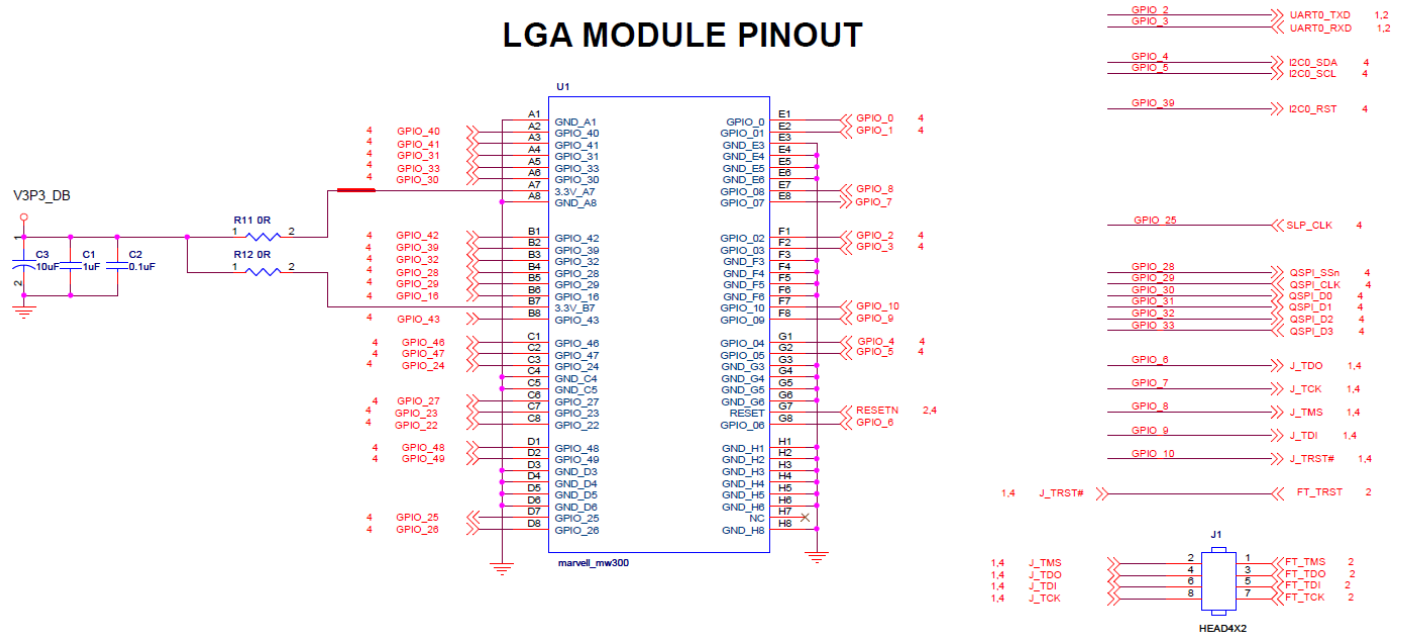 LGA MODULE PINOUT
U1
A1 GND_A1
4 GPIO_40 A2 GPIO_40
4 GPIO_41 A3 GPIO_41
4 GPIO_31 A4 GPIO_31
4 GPIO_33 A5 GPIO_33
4 GPIO_30 A6 GPIO_30
A7 3.3V_A7
A8 GND_A8
4 GPIO_42 B1 GPIO_42
4 GPIO_39 B2 GPIO_39
4 GPIO_32 B3 GPIO_32
4 GPIO_28 B4 GPIO_28
4 GPIO_29 B5 GPIO_29
4 GPIO_16 B6 GPIO_16
B7 3.3V_B7
4 GPIO_43 B8 GPIO_43
4 GPIO_46 C1 GPIO_46
4 GPIO_47 C2 GPIO_47
4 GPIO_24 C3 GPIO_24
C4 GND_C4
C5 GND_C5
4 GPIO_27 C6 GPIO_27
4 GPIO_23 C7 GPIO_23
4 GPIO_22 C8 GPIO_22
4 GPIO_48 D1 GPIO_48
4 GPIO_49 D2 GPIO_49
D3 GND_D3
D4 GND_D4
D5 GND_D5
D6 GND_D6
4 GPIO_25 D7 GPIO_25
4 GPIO_26 D8 GPIO_26
marvell_mw300
V3P3_DB
R11 0R
1 2
R12 0R
1 2
1
C3
10uF
2
C1
1uF
C2
0.1uF
GPIO_0 E1 GPIO_0 4
GPIO_01 E2 GPIO_1 4
GND_E3 E3
GND_E4 E4
GND_E5 E5
GND_E6 E6
GPIO_08 E7 GPIO_8
GPIO_07 E8 GPIO_7
GPIO_02 F1 GPIO_2 4
GPIO_03 F2 GPIO_3 4
GND_F3 F3
GND_F4 F4
GND_F5 F5
GND_F6 F6
GPIO_10 F7 GPIO_10
GPIO_09 F8 GPIO_9
GPIO_04 G1 GPIO_4 4
GPIO_05 G2 GPIO_5 4
GND_G3 G3
GND_G4 G4
GND_G5 G5
GND_G6 G6
RESET G7 RESETN 2,4
GPIO_06 G8 GPIO_6
GND_H1 H1
GND_H2 H2
GND_H3 H3
GND_H4 H4
GND_H5 H5
GND_H6 H6
NC H7
GND_H8 H8
GPIO_2 UART0_TXD 1,2
GPIO_3 UART0_RXD 1,2
GPIO_4 I2C0_SDA 4
GPIO_5 I2C0_SCL 4
GPIO_39 I2C0_RST 4
GPIO_25 SLP_CLK 4
GPIO_28 QSPI_SSn 4
GPIO_29 QSPI_CLK 4
GPIO_30 QSPI_D0 4
GPIO_31 QSPI_D1 4
GPIO_32 QSPI_D2 4
GPIO_33 QSPI_D3 4
GPIO_6 J_TDO 1,4
GPIO_7 J_TCK 1,4
GPIO_8 J_TMS 1,4
GPIO_9 J_TDI 1,4
GPIO_10 J_TRST# 1,4
1,4 J_TRST# FT_TRST 2
J1
1,4 J_TMS 2 1 FT_TMS 2
1,4 J_TDO 4 3 FT_TDO 2
1,4 J_TDI 6 5 FT_TDI 2
1,4 J_TCK 8 7 FT_TCK 2
HEAD4X2